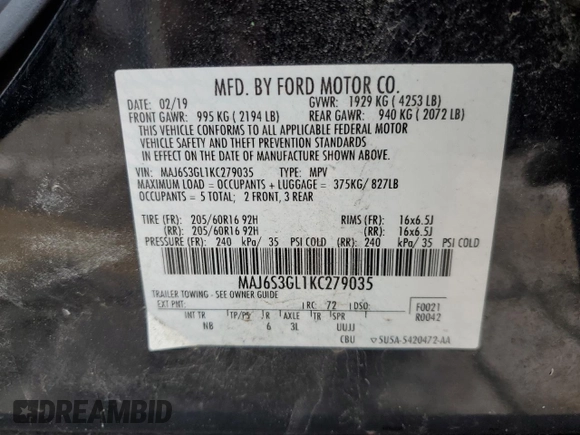 MFD. BY FORD MOTOR CO.
DATE: 02/19 GVWR: 1929 KG ( 4253 LB)
FRONT GAWR: 995 KG ( 2194 LB) REAR GAWR: 940 KG ( 2072 LB)
THIS VEHICLE CONFORMS TO ALL APPLICABLE FEDERAL MOTOR
VEHICLE SAFETY AND THEFT PREVENTION STANDARDS
IN EFFECT ON THE DATE OF MANUFACTURE SHOWN ABOVE.
VIN: MAJ6S3GL1KC279035 TYPE: MPV
MAXIMUM LOAD = OCCUPANTS + LUGGAGE = 375KG/ 827LB
OCCUPANTS = 5 TOTAL; 2 FRONT, 3 REAR
TIRE (FR): 205/60R16 92H RIMS (FR): 16x6.5J
(RR): 205/60R16 92H (RR): 16x6.5J
PRESSURE (FR): 240 kPa/ 35 PSI COLD (RR): 240 kPa/ 35 PSI COLD
MAJ6S3GL1KC279035
TRAILER TOWING - SEE OWNER GUIDE
EXT PNT: RC: 72 DSO: F0021
R0042
INT TR TP/PS R AXLE TR SPR
NB 6 3L UUJJ
CBU ▽SU5A-5420472-AA
DREAMBID